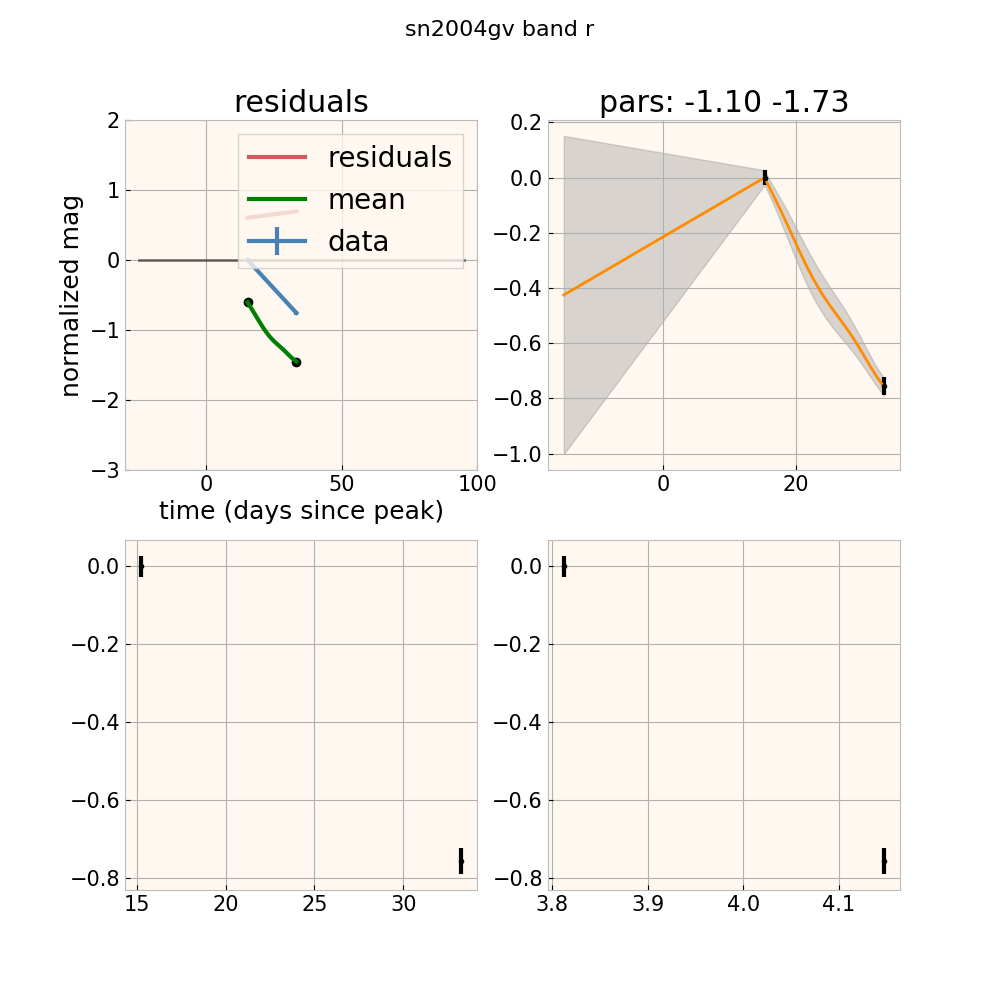 sn2004gv band r
residuals
pars: -1.10 -1.73
residuals
mean
data
normalized mag
2
1
0
−1
−2
−3
0 50 100
time (days since peak)
0.2
0.0
−0.2
−0.4
−0.6
−0.8
−1.0
0 20
0.0
−0.2
−0.4
−0.6
−0.8
15 20 25 30
0.0
−0.2
−0.4
−0.6
−0.8
3.8 3.9 4.0 4.1